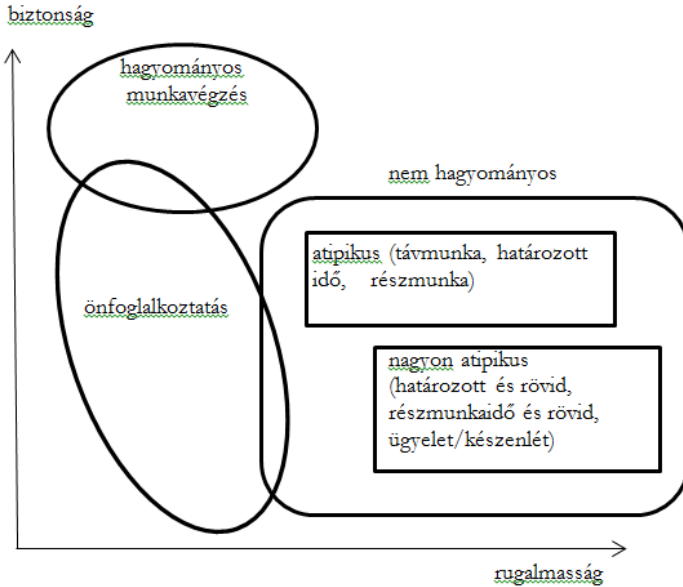 biztonság
hagyományos
munkavégzés
nem hagyományos
atipikus (távmunka, határozott
idő, részmunka)
önfoglalkoztatás
nagyon atipikus
(határozott és rövid,
részmunkaidő és rövid,
ügyelet/készenlét)
rugalmasság